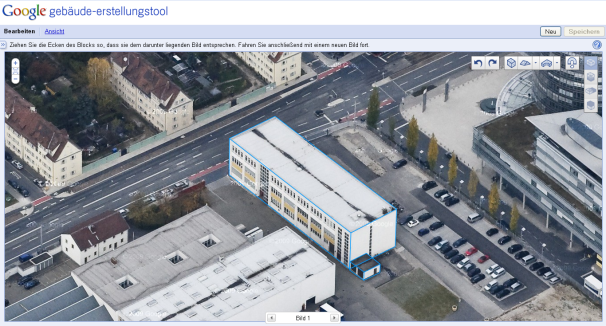 Google gebäude-erstellungstool
Bearbeiten Ansicht Neu Speichern
Ziehen Sie die Ecken des Blocks so, dass sie dem darunter liegenden Bild entsprechen. Fahren Sie anschließend mit einem neuen Bild fort.
Bild 1